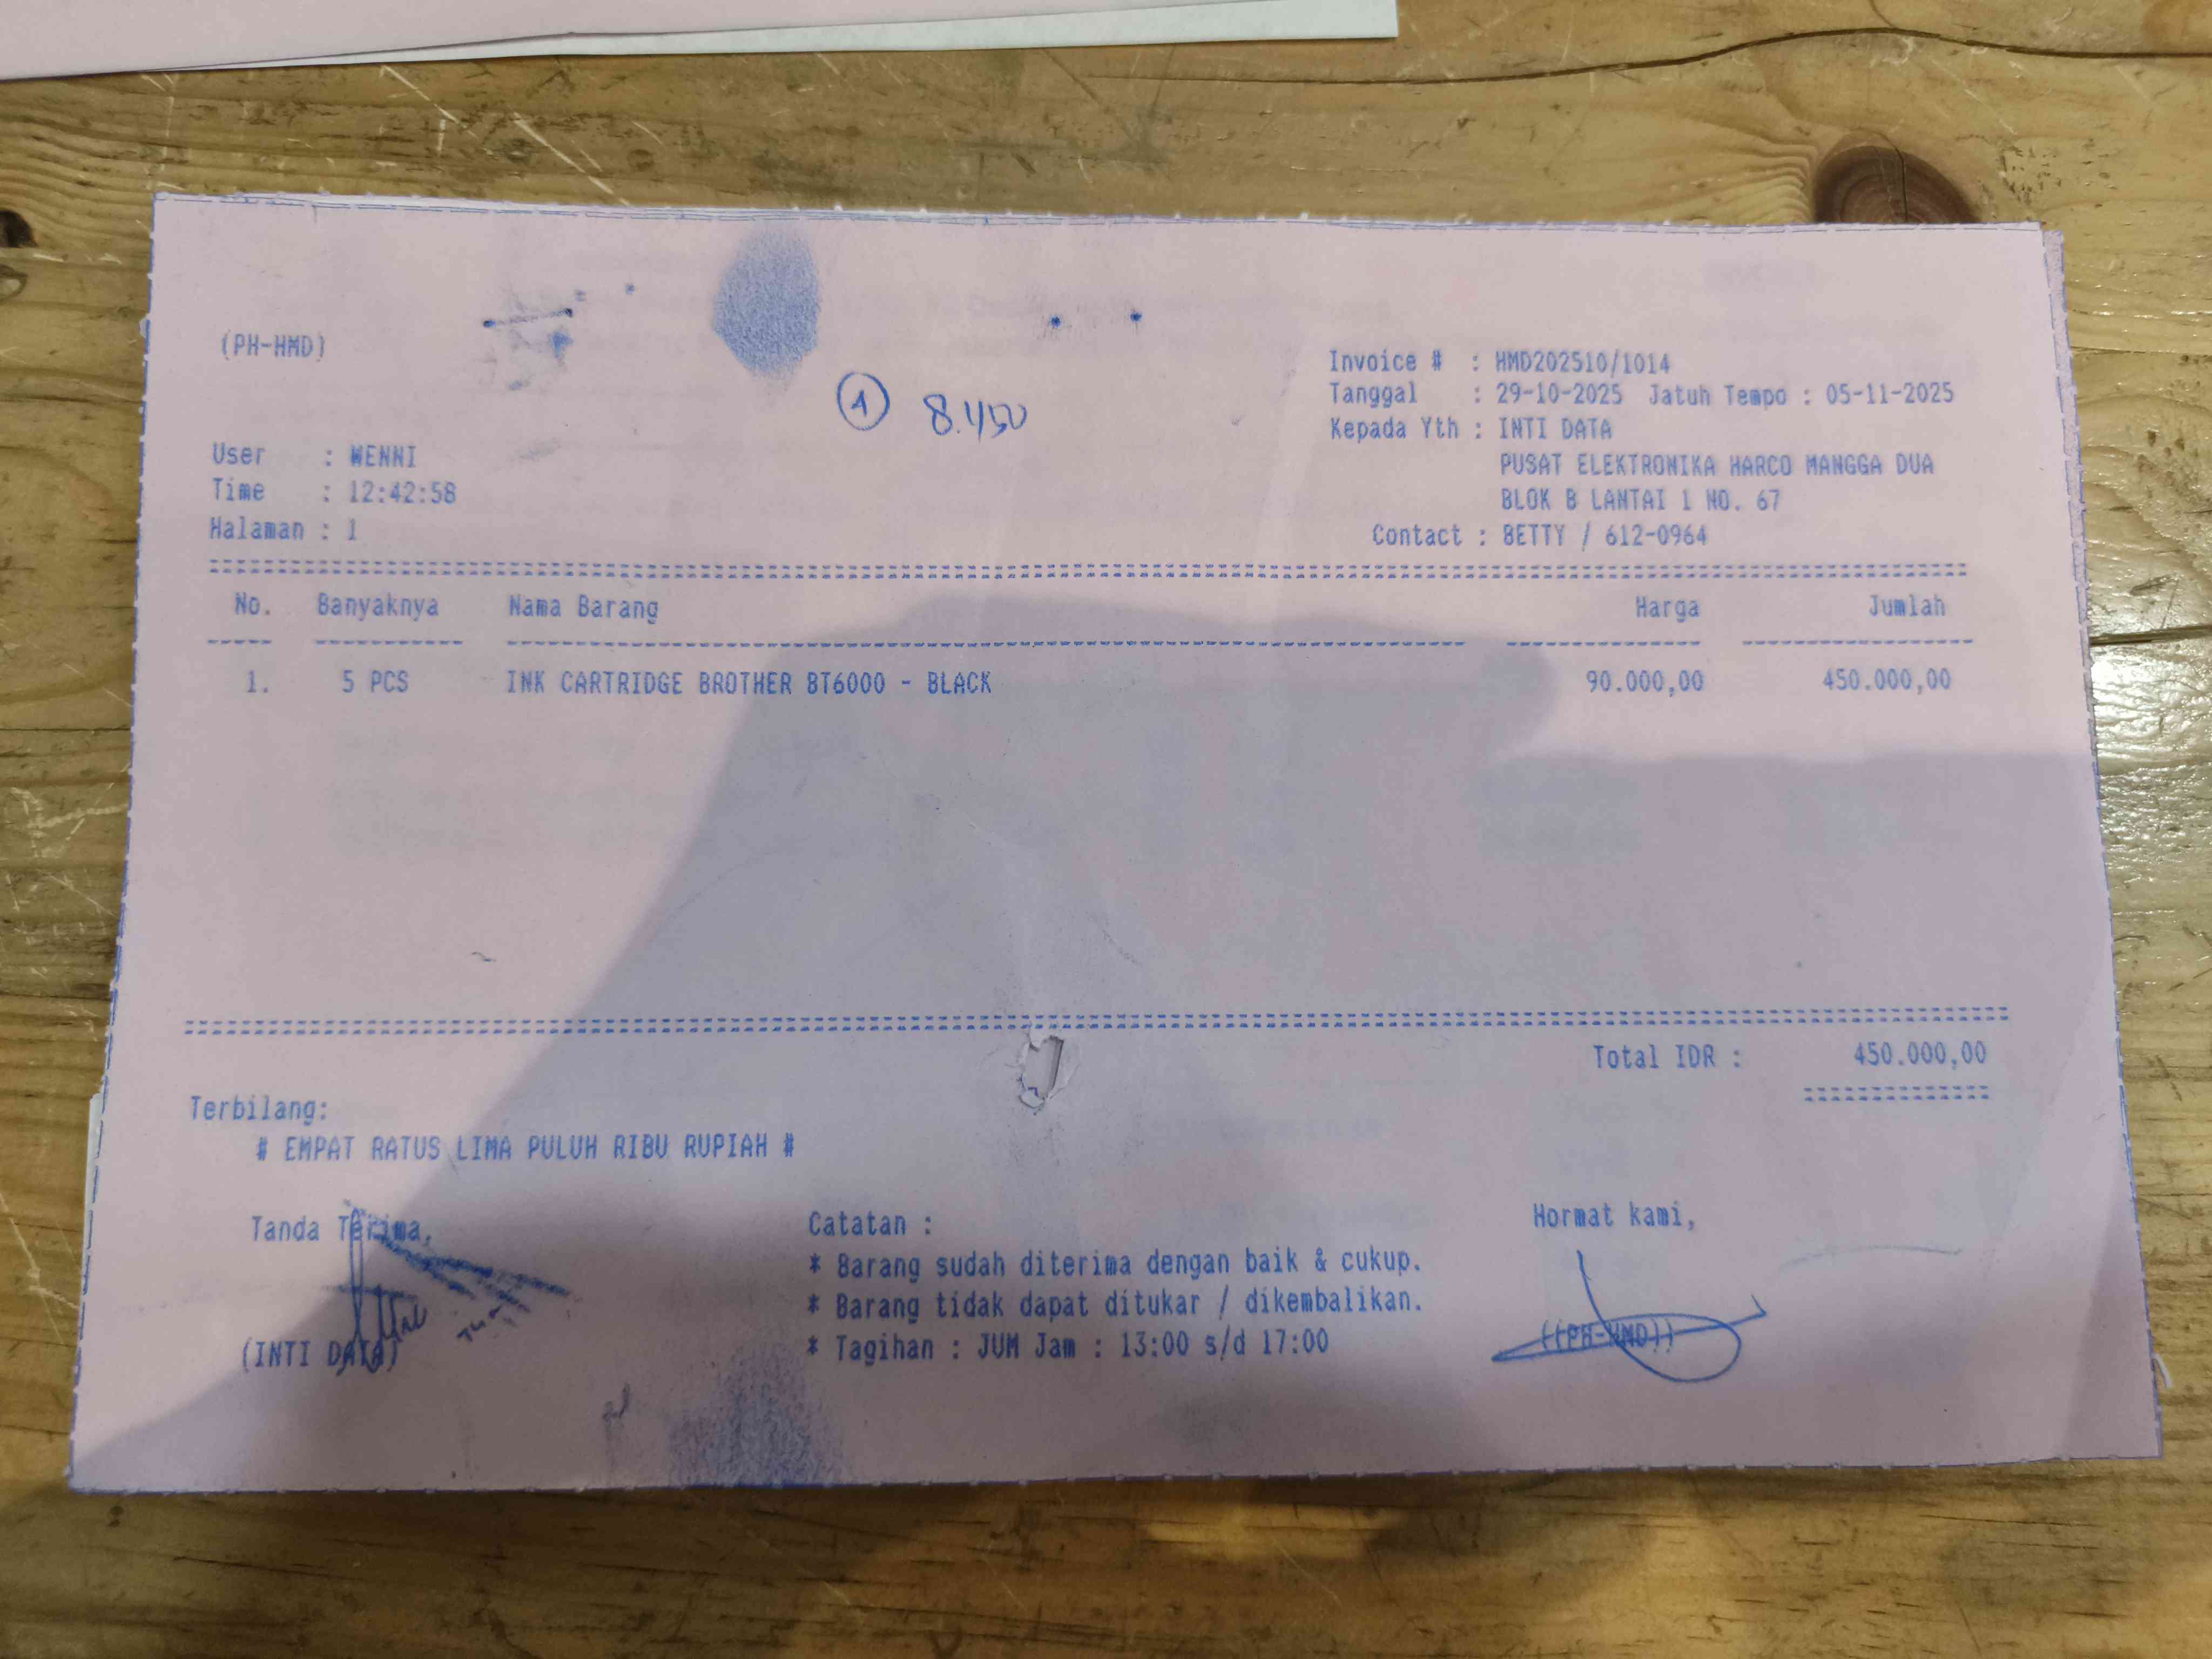 (PH-HMD)
① 8.450
Invoice # : HMD202510/1014
Tanggal : 29-10-2025 Jatuh Tempo : 05-11-2025
Kepada Yth : INTI DATA
PUSAT ELEKTRONIKA HARCO MANGGA DUA
BLOK B LANTAI 1 NO. 67
Contact : BETTY / 612-0964
User : WENNI
Time : 12:42:58
Halaman : 1
No. Banyaknya Nama Barang Harga Jumlah
1. 5 PCS INK CARTRIDGE BROTHER BT6000 - BLACK 90.000,00 450.000,00
Total IDR : 450.000,00
Terbilang:
# EMPAT RATUS LIMA PULUH RIBU RUPIAH #
Tanda Terima,
(INTI DATA)
Catatan :
* Barang sudah diterima dengan baik & cukup.
* Barang tidak dapat ditukar / dikembalikan.
* Tagihan : JUM Jam : 13:00 s/d 17:00
Hormat kami,
((PH-HMD))